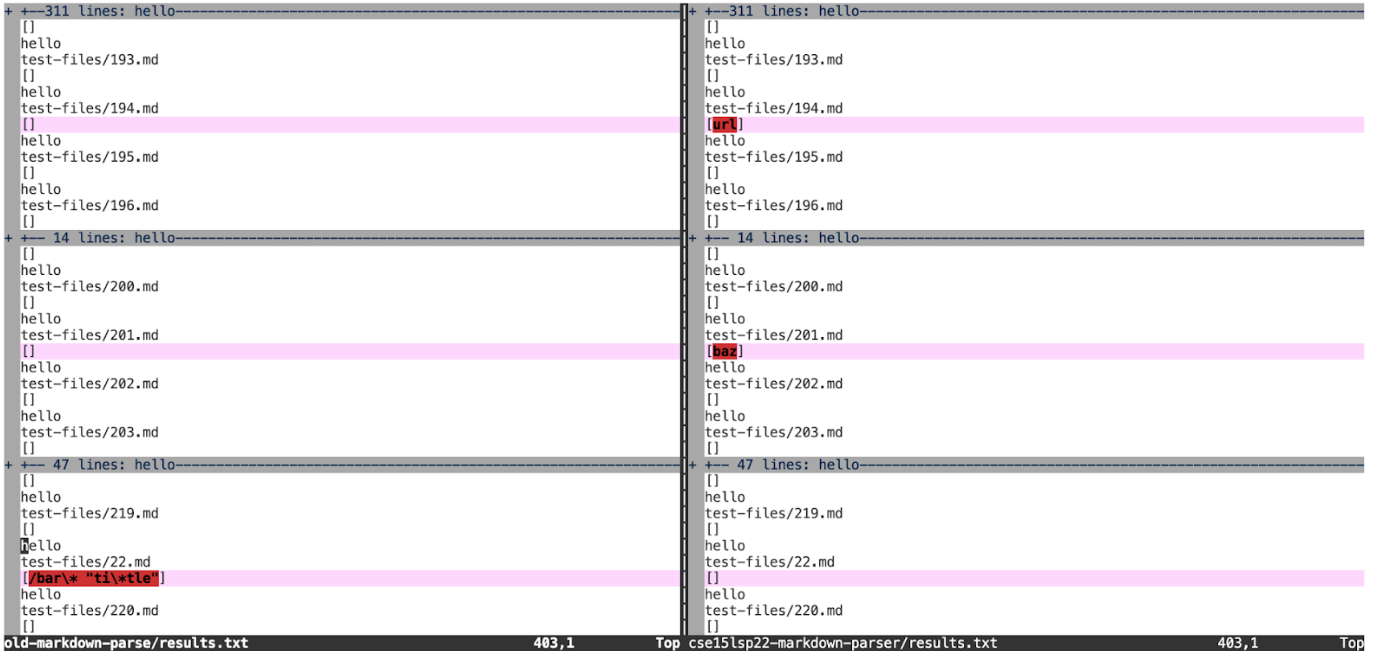 + +--311 lines: hello--------------------
[]
hello
test-files/193.md
[]
hello
test-files/194.md
[]
hello
test-files/195.md
[]
hello
test-files/196.md
[]
+ +-- 14 lines: hello--------------------
[]
hello
test-files/200.md
[]
hello
test-files/201.md
[]
hello
test-files/202.md
[]
hello
test-files/203.md
[]
+ +-- 47 lines: hello--------------------
[]
hello
test-files/219.md
[]
hello
test-files/22.md
[/bar\* "ti\*tle"]
hello
test-files/220.md
[]
old-markdown-parse/results.txt 403,1 Top
+ +--311 lines: hello--------------------
[]
hello
test-files/193.md
[]
hello
test-files/194.md
[url]
hello
test-files/195.md
[]
hello
test-files/196.md
[]
+ +-- 14 lines: hello--------------------
[]
hello
test-files/200.md
[]
hello
test-files/201.md
[baz]
hello
test-files/202.md
[]
hello
test-files/203.md
[]
+ +-- 47 lines: hello--------------------
[]
hello
test-files/219.md
[]
hello
test-files/22.md
[]
hello
test-files/220.md
[]
cse15lsp22-markdown-parser/results.txt 403,1 Top